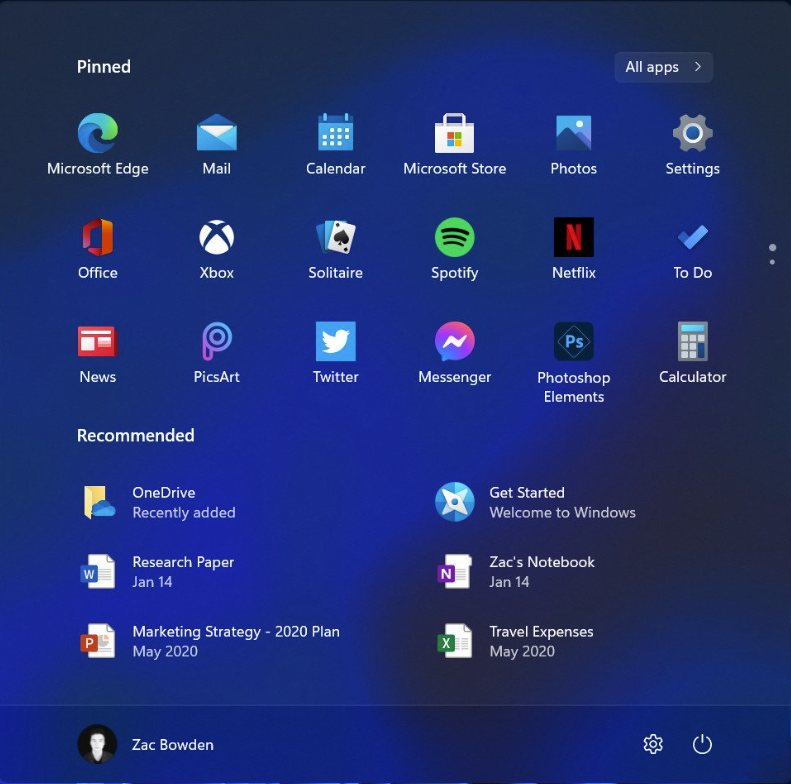 Pinned
All apps
Microsoft Edge
Mail
Calendar
Microsoft Store
Photos
Settings
Office
Xbox
Solitaire
Spotify
N
Netflix
To Do
News
PicsArt
Twitter
Messenger
Ps
Photoshop
Elements
Calculator
Recommended
OneDrive
Recently added
Get Started
Welcome to Windows
W
Research Paper
Jan 14
N
Zac's Notebook
Jan 14
P
Marketing Strategy - 2020 Plan
May 2020
X
Travel Expenses
May 2020
Zac Bowden